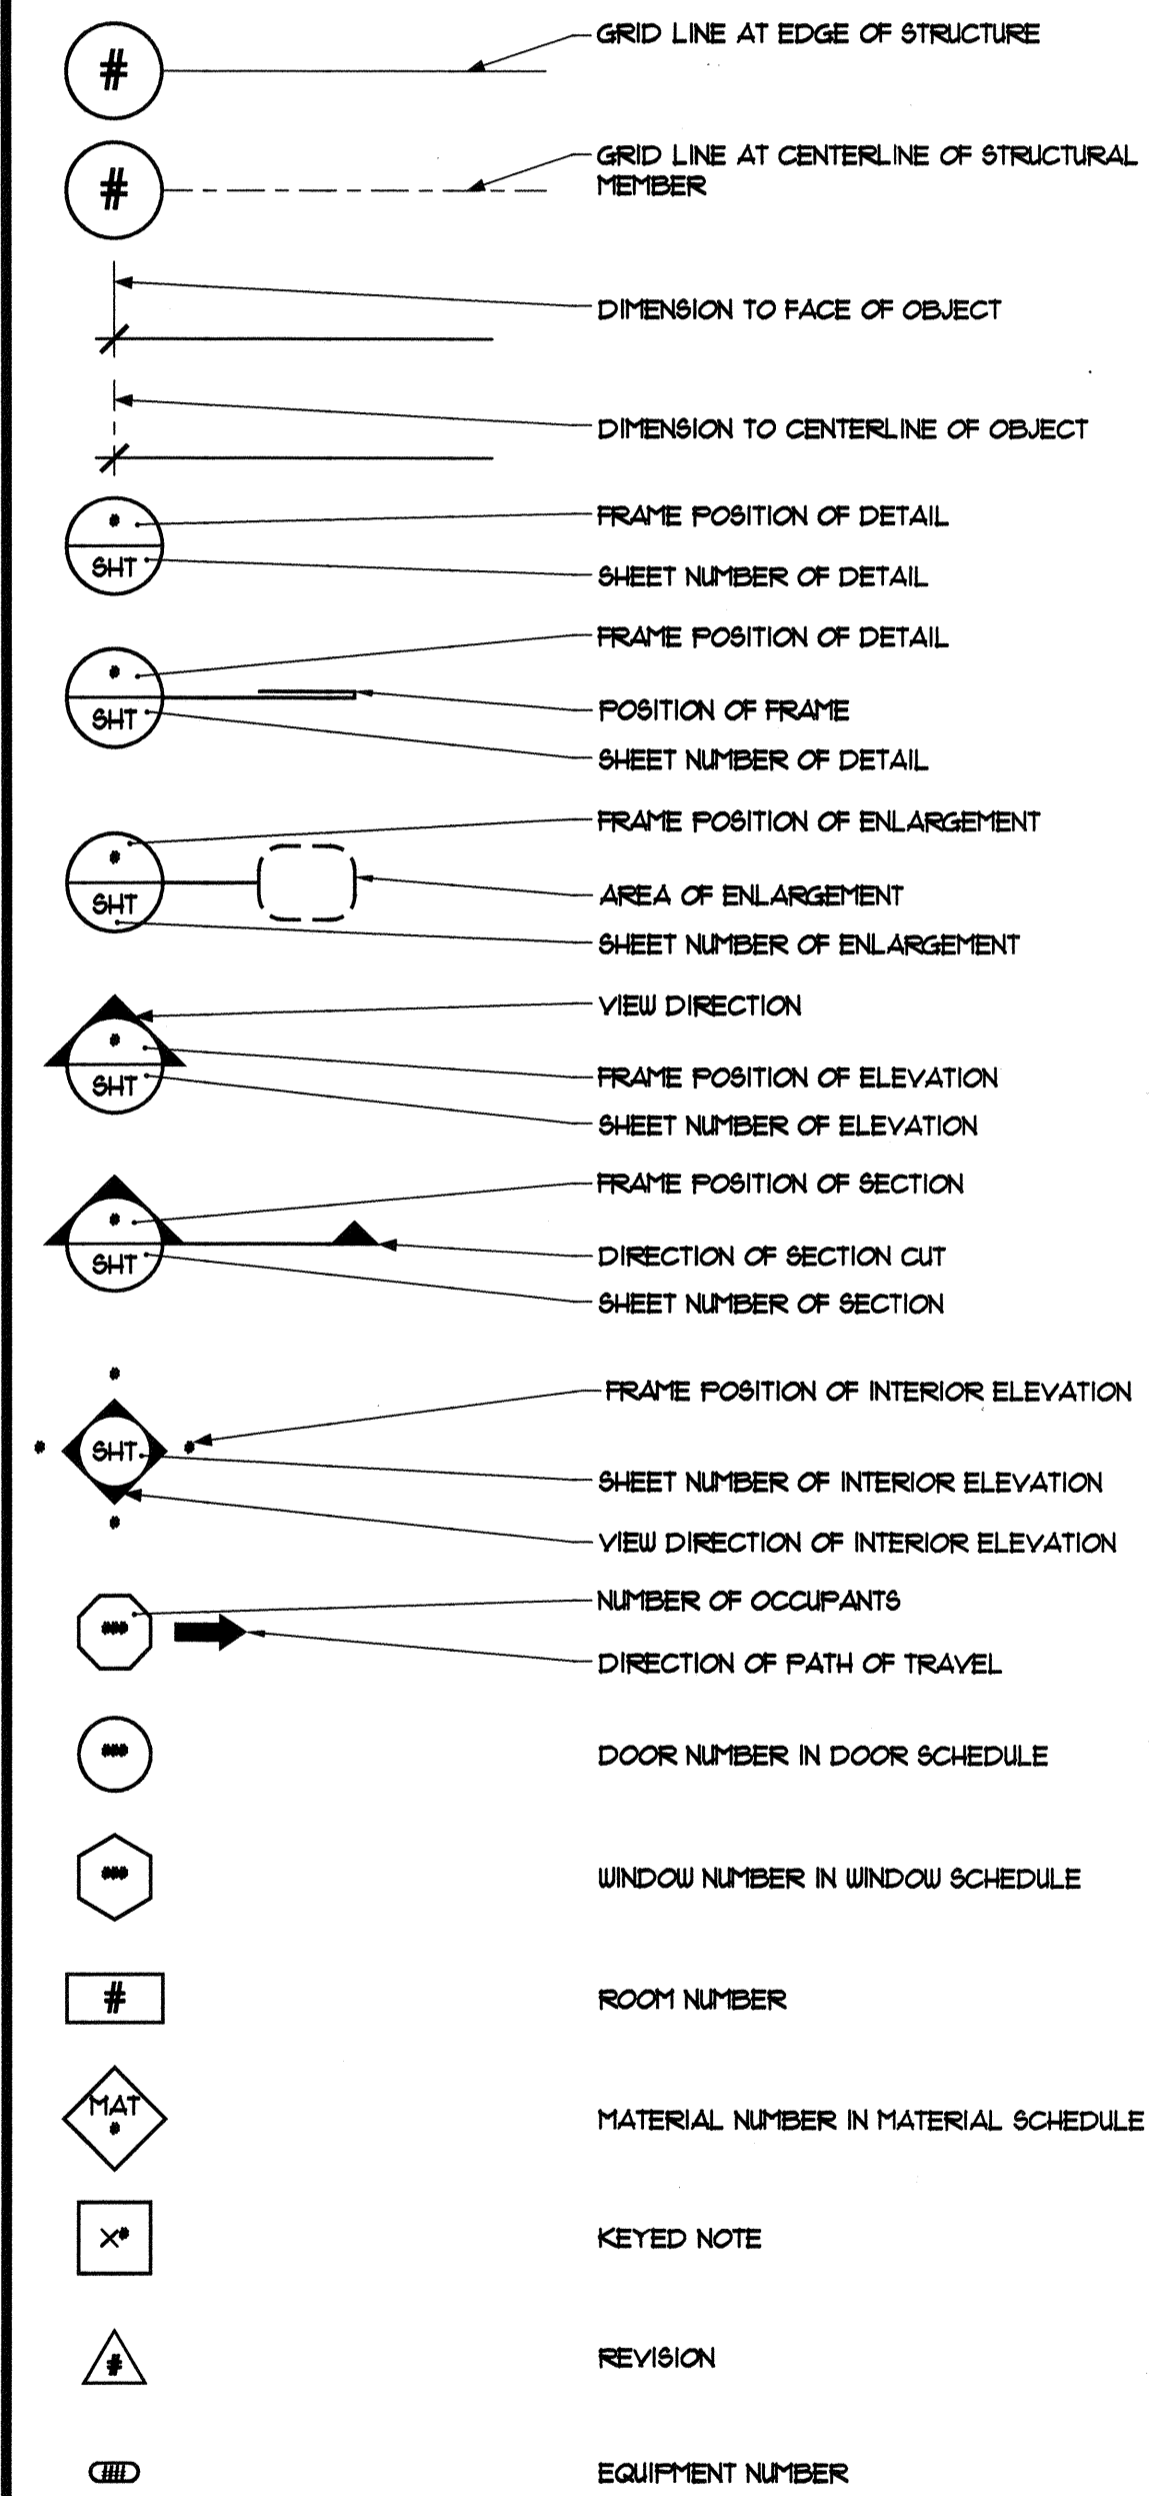 # GRID LINE AT EDGE OF STRUCTURE
# GRID LINE AT CENTERLINE OF STRUCTURAL
MEMBER
DIMENSION TO FACE OF OBJECT
DIMENSION TO CENTERLINE OF OBJECT
# FRAME POSITION OF DETAIL
SHT SHEET NUMBER OF DETAIL
FRAME POSITION OF DETAIL
#
POSITION OF FRAME
SHT
SHEET NUMBER OF DETAIL
FRAME POSITION OF ENLARGEMENT
#
AREA OF ENLARGEMENT
SHT
SHEET NUMBER OF ENLARGEMENT
VIEW DIRECTION
#
FRAME POSITION OF ELEVATION
SHT
SHEET NUMBER OF ELEVATION
FRAME POSITION OF SECTION
#
DIRECTION OF SECTION CUT
SHT
SHEET NUMBER OF SECTION
#
FRAME POSITION OF INTERIOR ELEVATION
# SHT #
SHEET NUMBER OF INTERIOR ELEVATION
#
VIEW DIRECTION OF INTERIOR ELEVATION
NUMBER OF OCCUPANTS
###
DIRECTION OF PATH OF TRAVEL
### DOOR NUMBER IN DOOR SCHEDULE
### WINDOW NUMBER IN WINDOW SCHEDULE
# ROOM NUMBER
MAT
# MATERIAL NUMBER IN MATERIAL SCHEDULE
X# KEYED NOTE
# REVISION
EQUIPMENT NUMBER